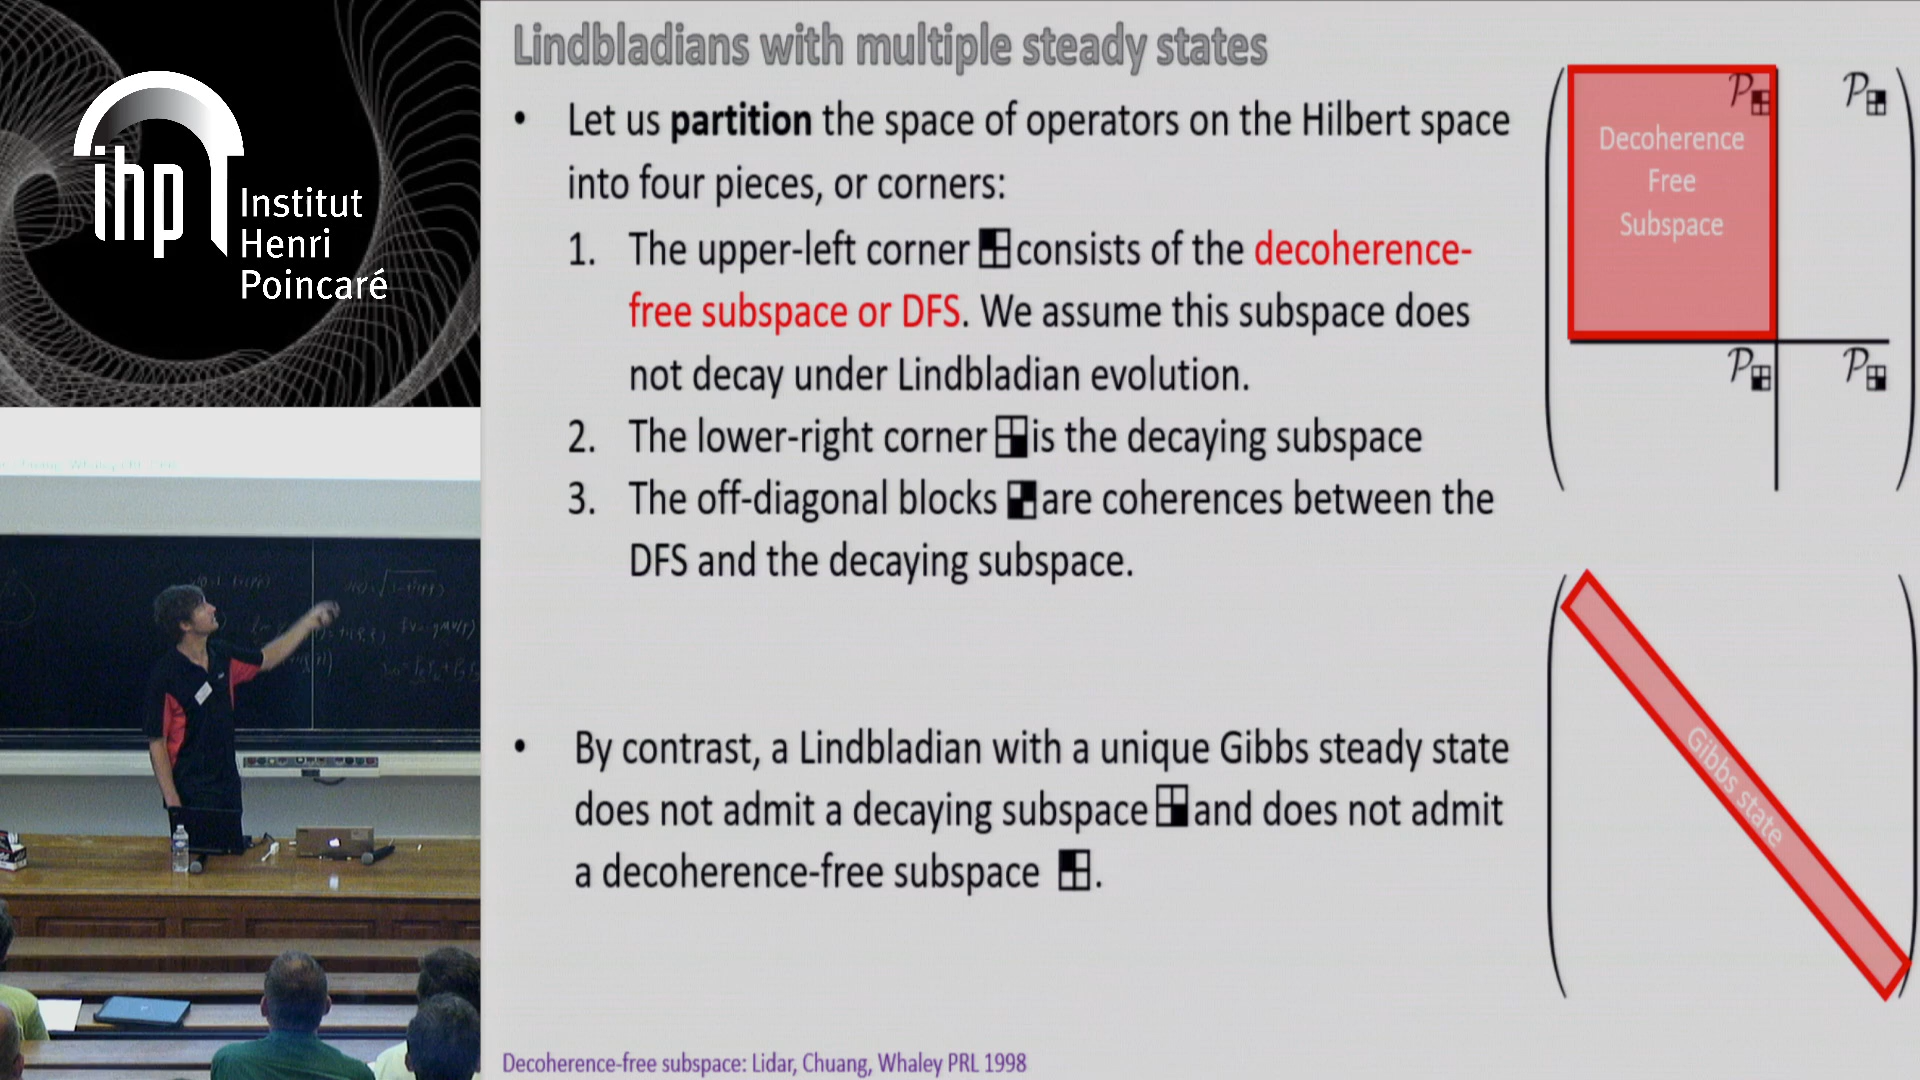 ihp
Institut
Henri
Poincaré
Lindbladians with multiple steady states
• Let us partition the space of operators on the Hilbert space
into four pieces, or corners:
1. The upper-left corner consists of the decoherence-
free subspace or DFS. We assume this subspace does
not decay under Lindbladian evolution.
2. The lower-right corner is the decaying subspace
3. The off-diagonal blocks are coherences between the
DFS and the decaying subspace.
• By contrast, a Lindbladian with a unique Gibbs steady state
does not admit a decaying subspace and does not admit
a decoherence-free subspace .
Decoherence-free subspace: Lidar, Chuang, Whaley PRL 1998
P P
Decoherence
Free
Subspace
P P
Gibbs state